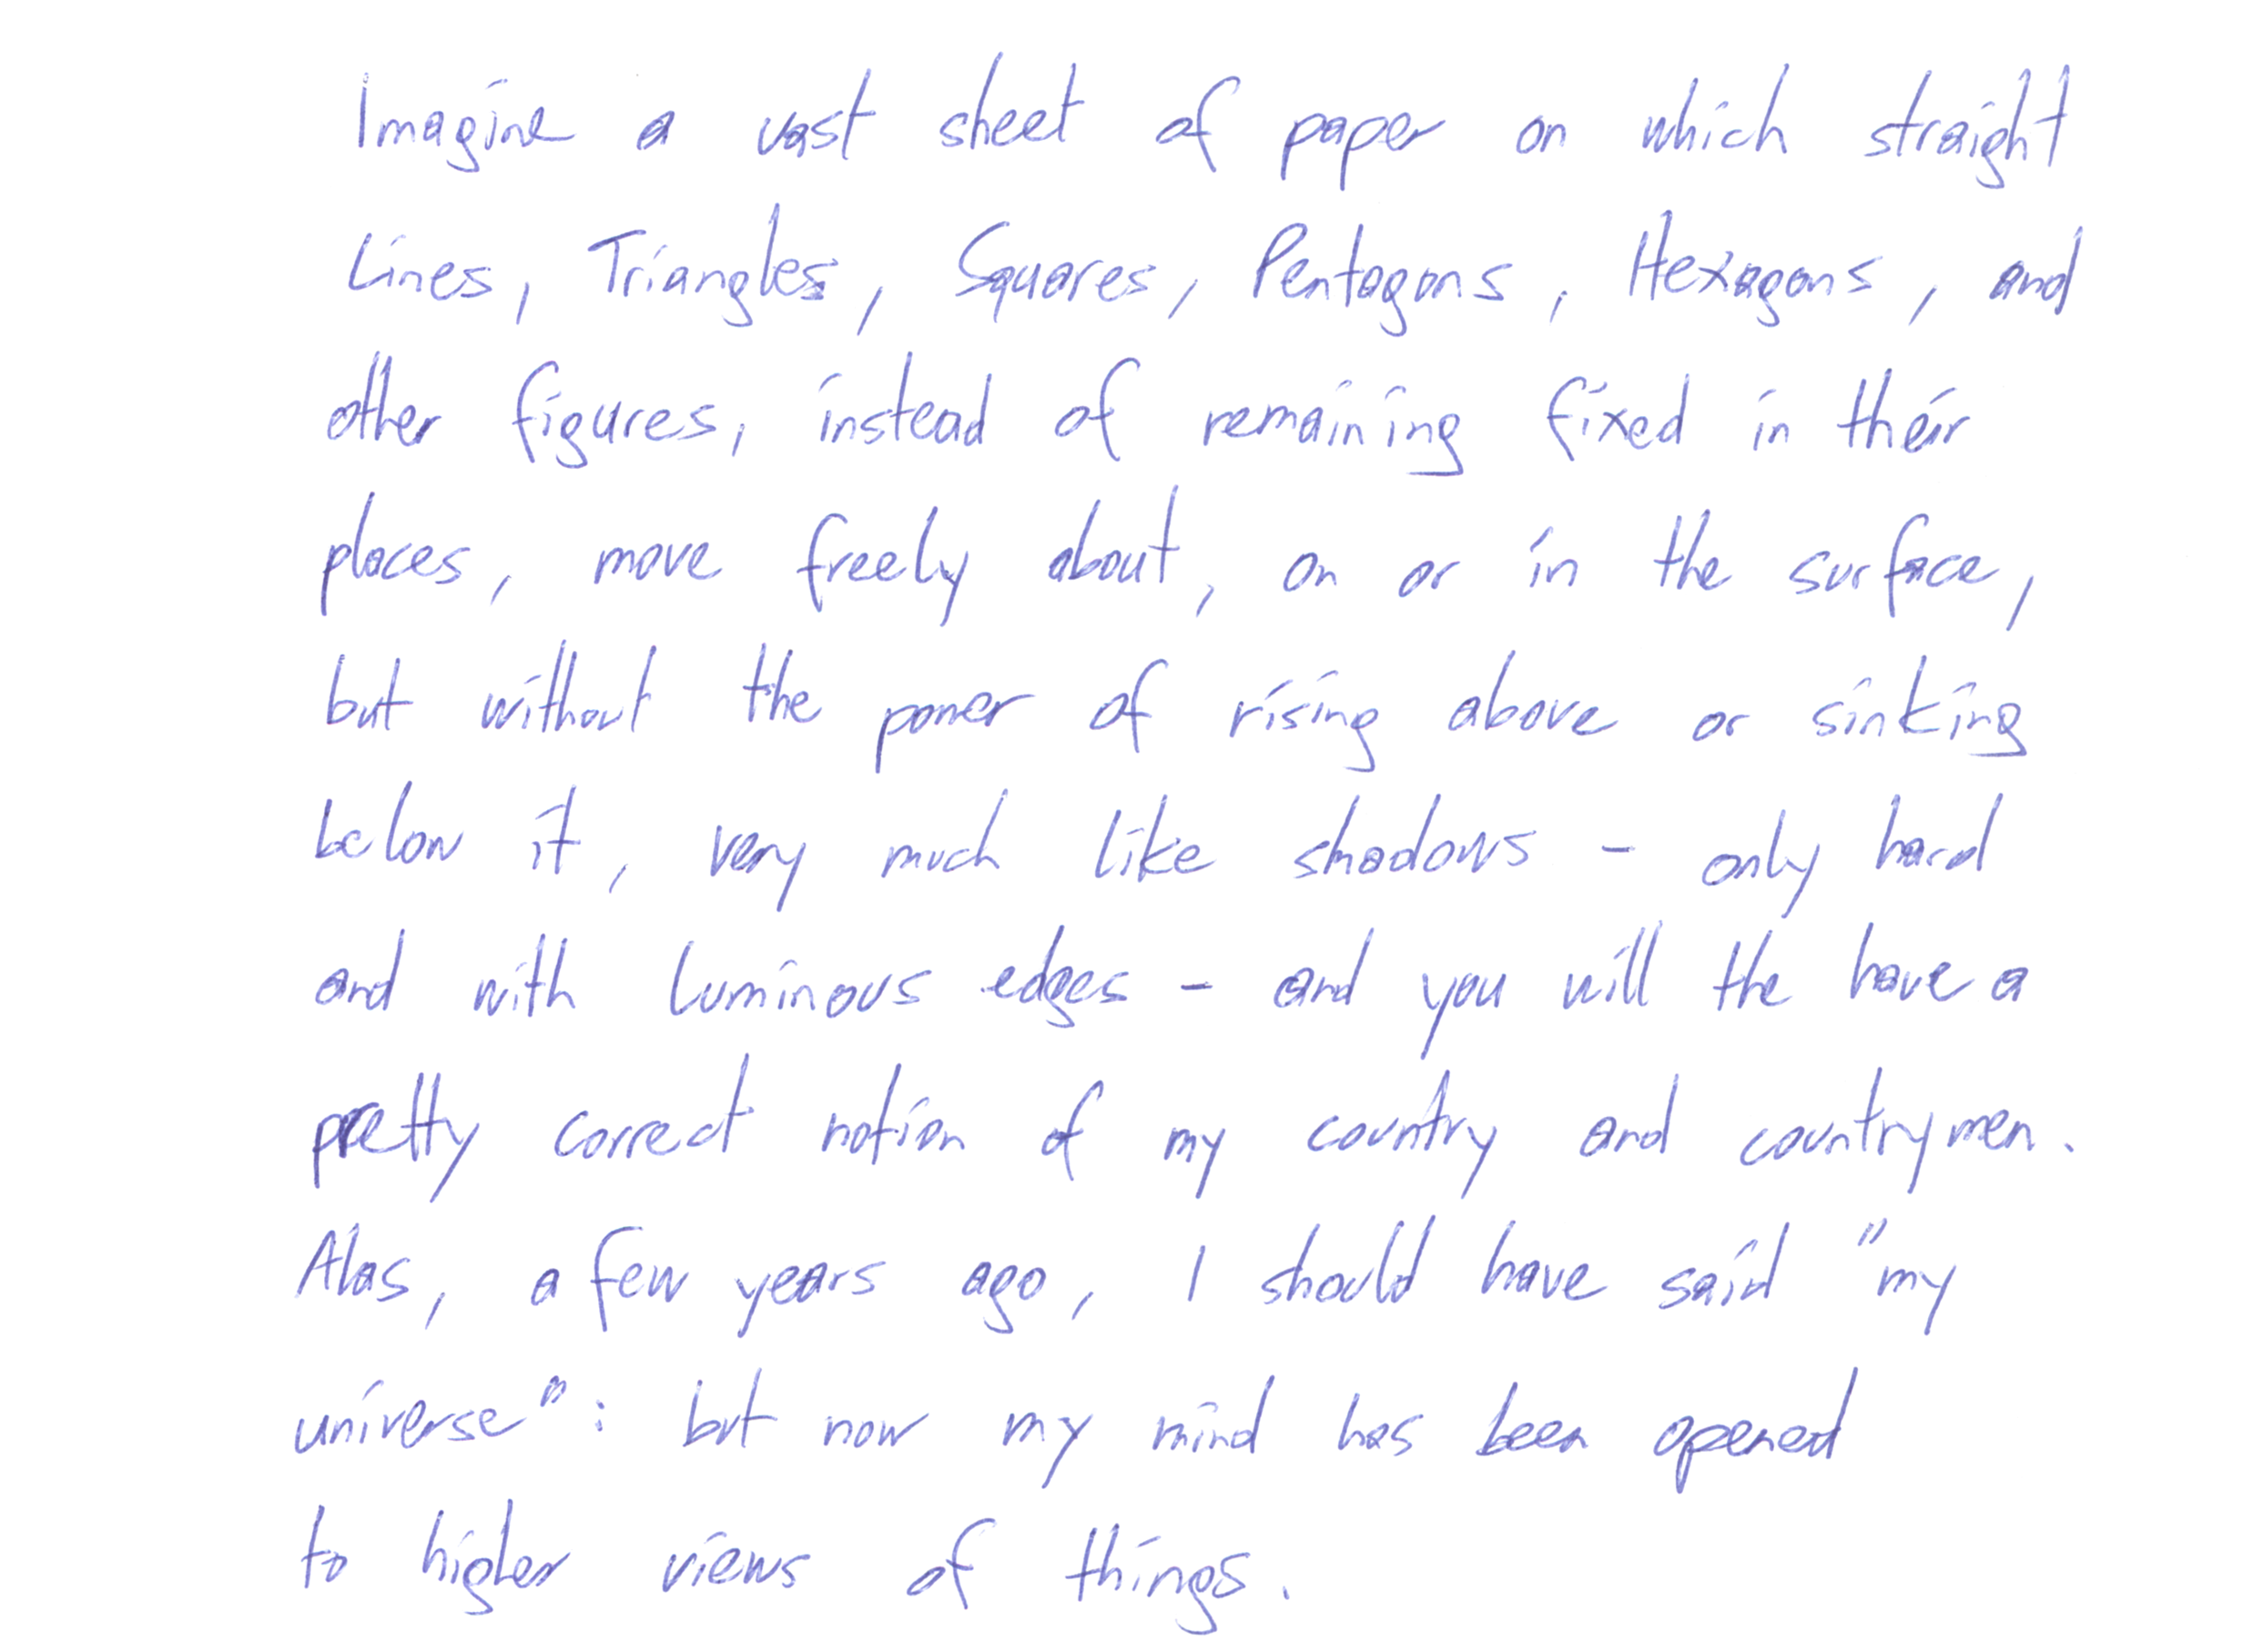 Imagine a vast sheet of paper on which straight
Lines, Triangles, Squares, Pentagons, Hexagons, and
other figures, instead of remaining fixed in their
places, move freely about, on or in the surface,
but without the power of rising above or sinking
below it, very much like shadows - only hard
and with luminous edges - and you will the have a
pretty correct notion of my country and countrymen.
Alas, a few years ago, I should have said "my
universe": but now my mind has been opened
to higher views of things.